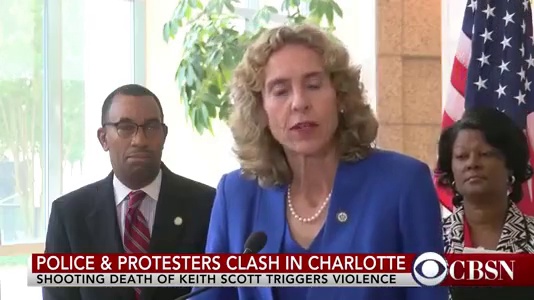 POLICE & PROTESTERS CLASH IN CHARLOTTE
SHOOTING DEATH OF KEITH SCOTT TRIGGERS VIOLENCE
CBSN